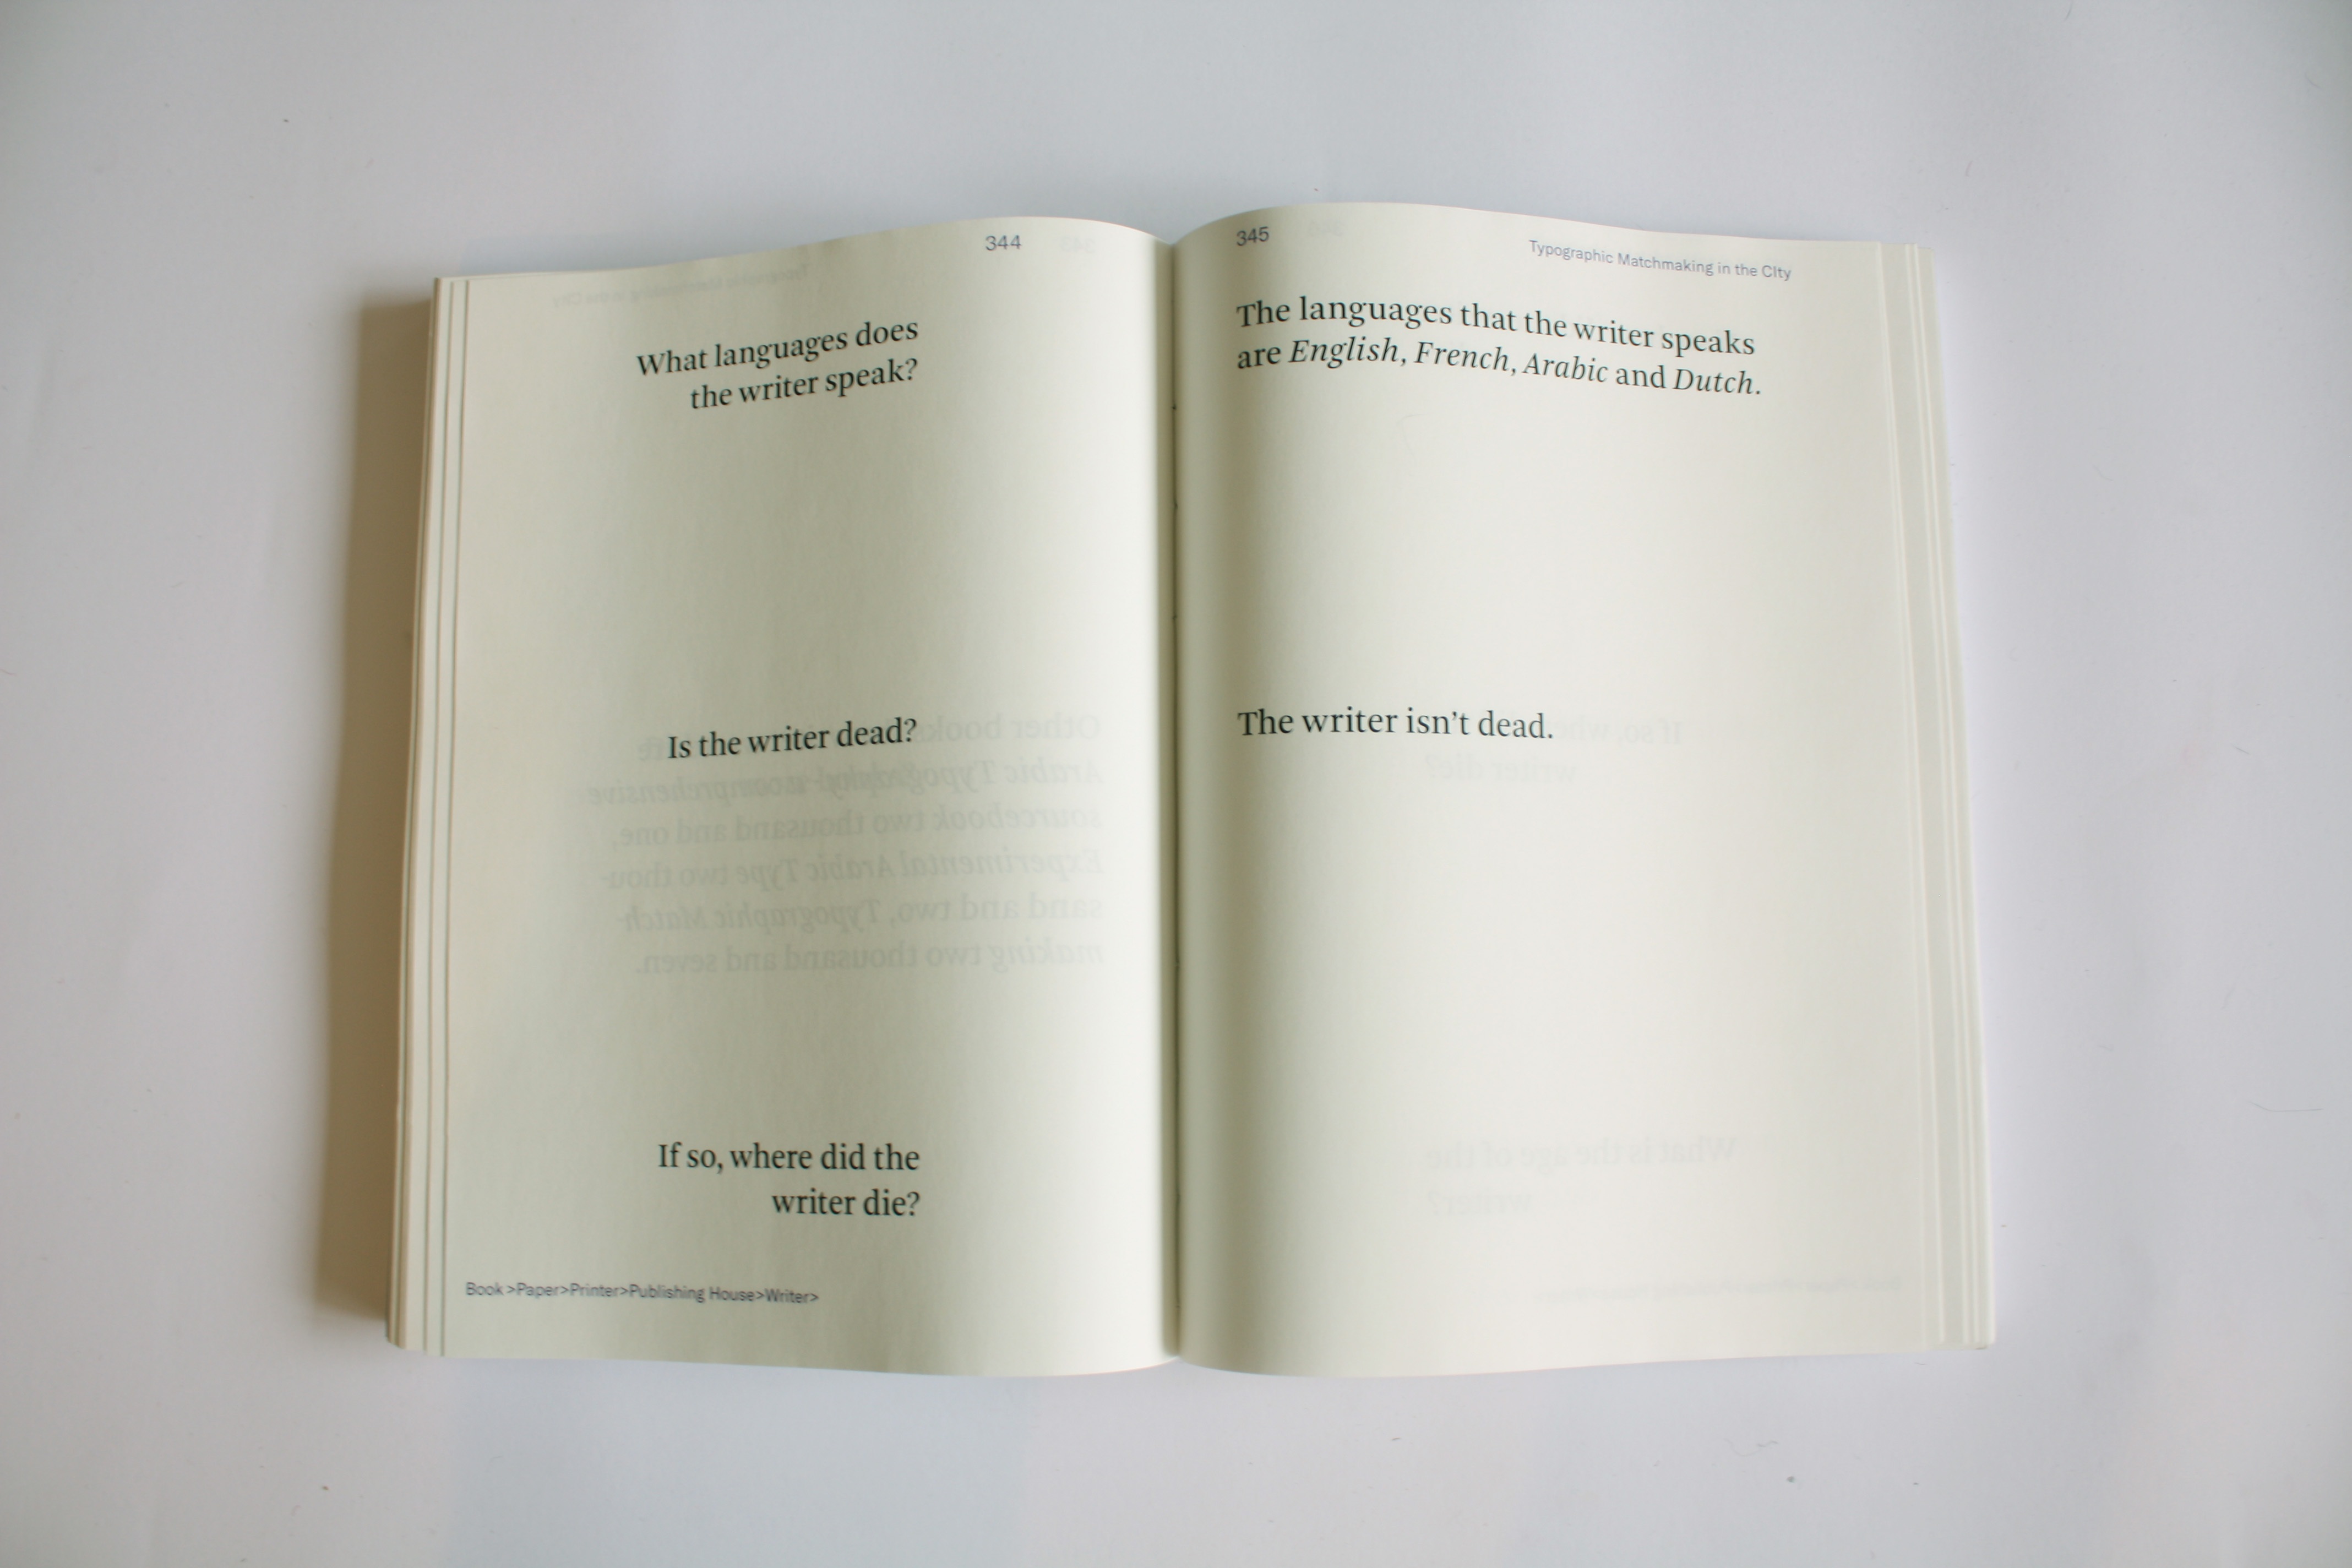 344
What languages does
the writer speak?
Is the writer dead?
If so, where did the
writer die?
Book >Paper>Printer>Publishing House>Writer>
345
Typographic Matchmaking in the CIty
The languages that the writer speaks
are English, French, Arabic and Dutch.
The writer isn't dead.